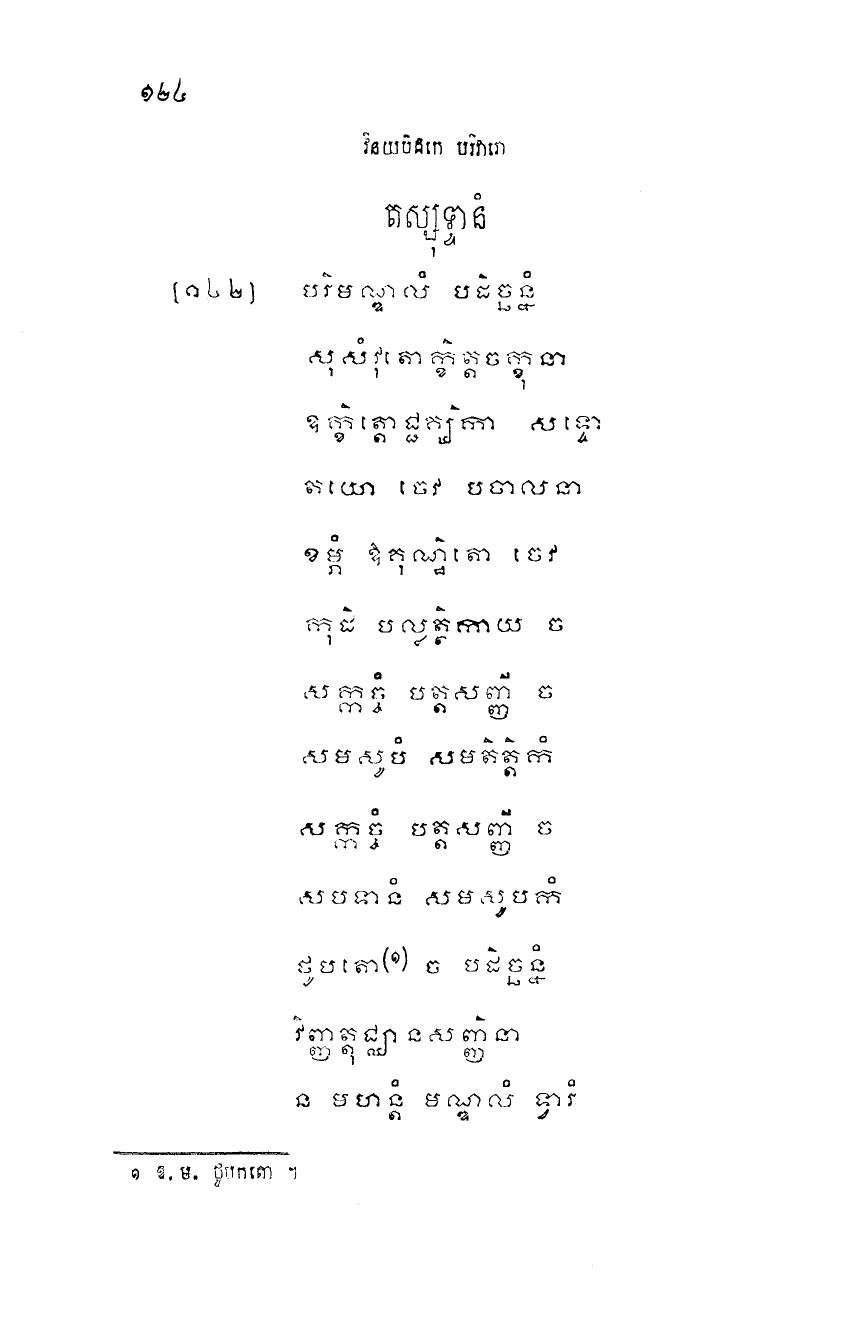 ១២៤
វិនយបិដកេ បរិវារោ
តស្សុទ្ទានំ
[១៤២] បរិមណ្ឌលំ បដិច្ឆន្នំ
សុសំវុតោក្ខិត្តចក្ខុនា
ឧក្ខិត្តោជ្ជគ្ឃិកា សទ្ទោ
តយោ ចេវ បចាលនា
ខម្ភំ ឱគុណ្ឋិតោ ចេវ
កុដិ បល្លត្ថិកាយ ច
សក្កច្ចំ បត្តសញ្ញី ច
សមសូបំ សមតិត្តិកំ
សក្កច្ចំ បត្តសញ្ញី ច
សបទានំ សមសូបកំ
ថូបតោ(១) ច បដិច្ឆន្នំ
វិញ្ញត្តុជ្ឈានសញ្ញិនា
ន មហន្តំ មណ្ឌលំ ទ្វារំ
១ ឱ. ម. ថូបកតោ ។